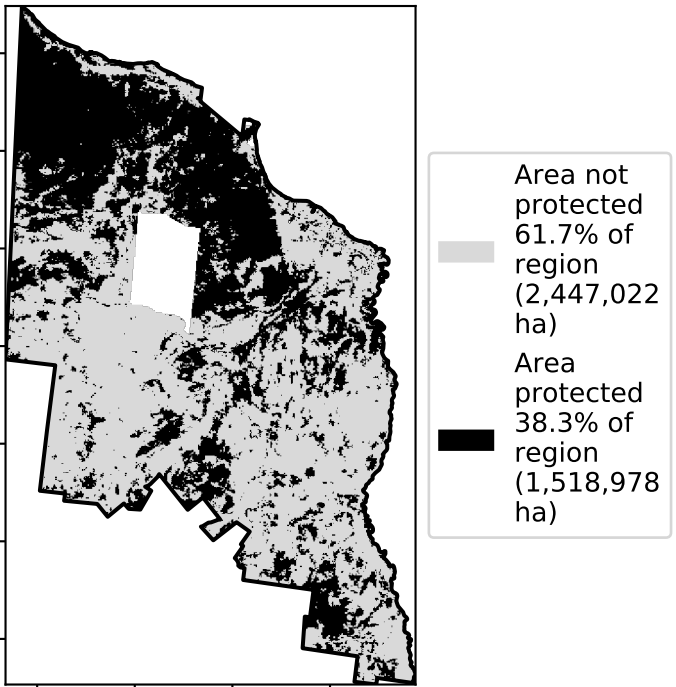 Area not
protected
61.7% of
region
(2,447,022
ha)
Area
protected
38.3% of
region
(1,518,978
ha)